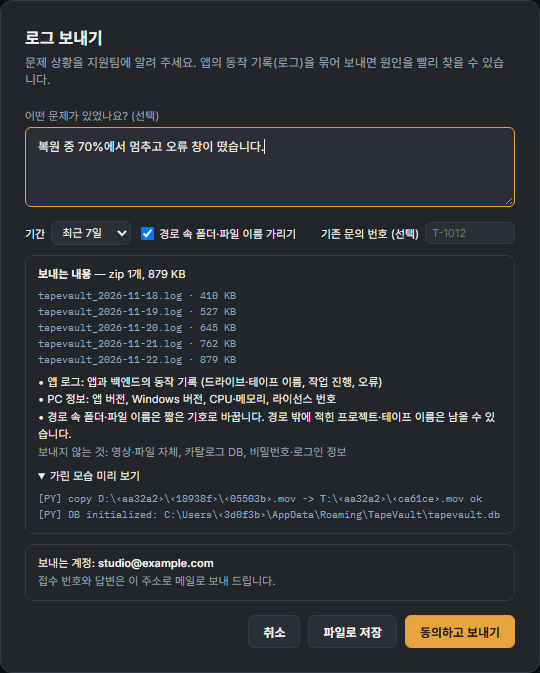 로그 보내기
문제 상황을 지원팀에 알려 주세요. 앱의 동작 기록(로그)을 묶어 보내면 원인을 빨리 찾을 수 있습
니다.
어떤 문제가 있었나요? (선택)
복원 중 70%에서 멈추고 오류 창이 떴습니다.
기간 최근 7일 경로 속 폴더·파일 이름 가리기 기존 문의 번호 (선택) T-1012
보내는 내용 — zip 1개, 879 KB
tapevault_2026-11-18.log · 410 KB
tapevault_2026-11-19.log · 527 KB
tapevault_2026-11-20.log · 645 KB
tapevault_2026-11-21.log · 762 KB
tapevault_2026-11-22.log · 879 KB
• 앱 로그: 앱과 백엔드의 동작 기록 (드라이브·테이프 이름, 작업 진행, 오류)
• PC 정보: 앱 버전, Windows 버전, CPU·메모리, 라이선스 번호
• 경로 속 폴더·파일 이름은 짧은 기호로 바꿉니다. 경로 밖에 적힌 프로젝트·테이프 이름은 남을 수 있
습니다.
보내지 않는 것: 영상·파일 자체, 카탈로그 DB, 비밀번호·로그인 정보
▼ 가린 모습 미리 보기
[PY] copy D:\‹aa32a2›\‹18938f›\‹05503b›.mov -> T:\‹aa32a2›\‹ca61ce›.mov ok
[PY] DB initialized: C:\Users\‹3d0f3b›\AppData\Roaming\TapeVault\tapevault.db
보내는 계정: studio@example.com
접수 번호와 답변은 이 주소로 메일로 보내 드립니다.
취소 파일로 저장 동의하고 보내기